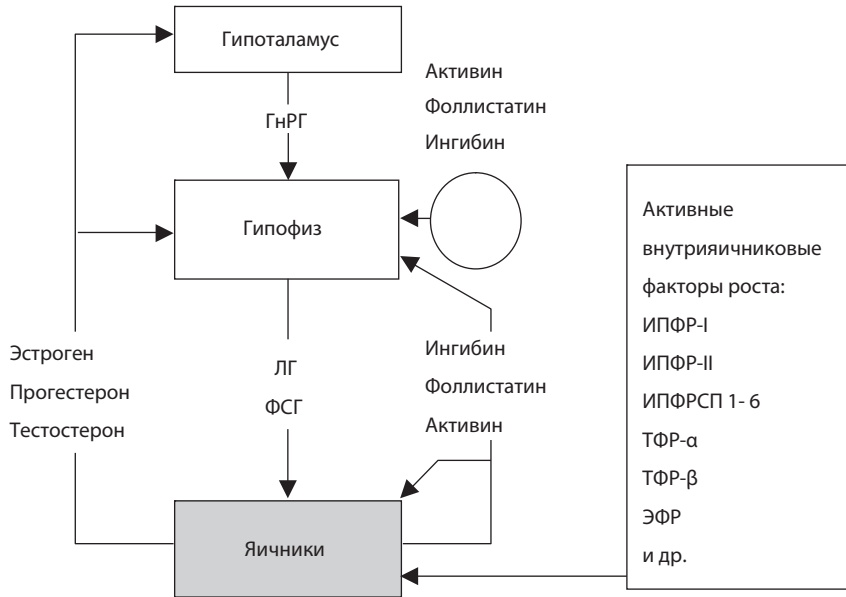 Гипоталамус
ГнРГ
Активин
Фоллистатин
Ингибин
Гипофиз
Эстроген
Прогестерон
Тестостерон
ЛГ
ФСГ
Ингибин
Фоллистатин
Активин
Яичники
Активные
внутрияичниковые
факторы роста:
ИПФР-I
ИПФР-II
ИПФРСП 1- 6
ТФР-α
ТФР-β
ЭФР
и др.